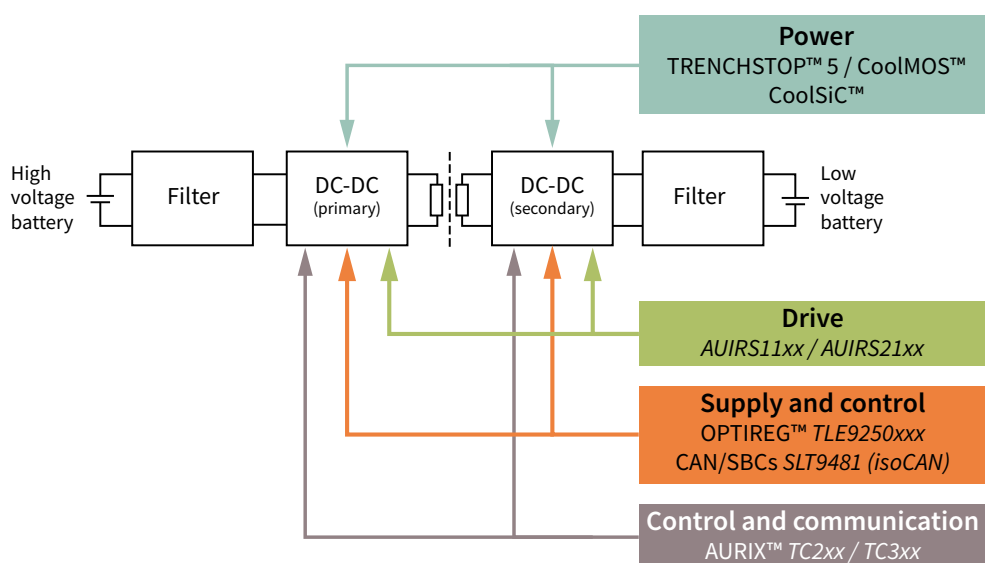 Power
TRENCHSTOP™ 5 / CoolMOS™
CoolSiC™
High
voltage
battery
Filter
DC-DC
(primary)
DC-DC
(secondary)
Filter
Low
voltage
battery
Drive
AUIRS11xx / AUIRS21xx
Supply and control
OPTIREG™ TLE9250xxx
CAN/SBCs SLT9481 (isoCAN)
Control and communication
AURIX™ TC2xx / TC3xx